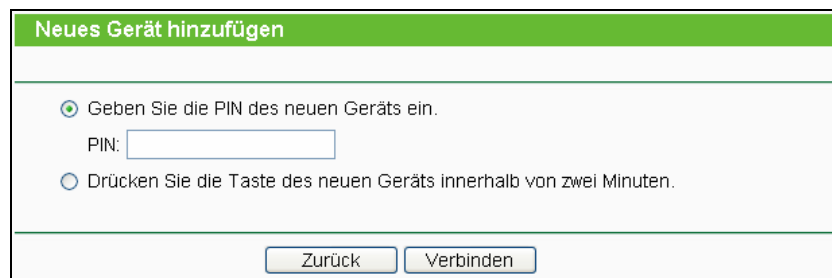 Neues Gerät hinzufügen
Geben Sie die PIN des neuen Geräts ein.
PIN:
Drücken Sie die Taste des neuen Geräts innerhalb von zwei Minuten.
Zurück Verbinden